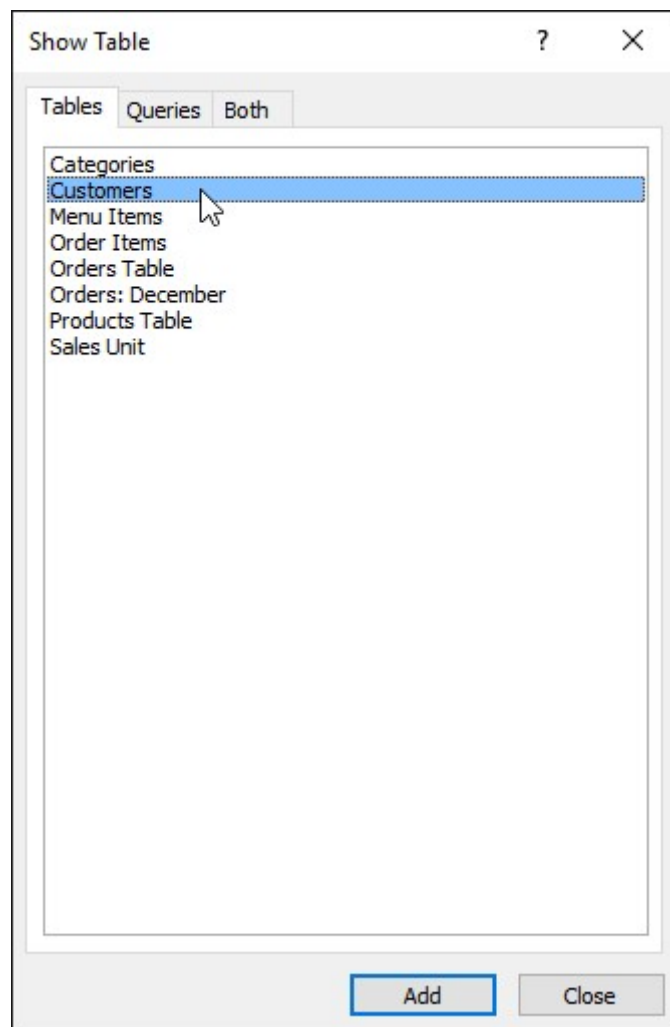 Show Table ?
Tables Queries Both
Categories
Customers
Menu Items
Order Items
Orders Table
Orders: December
Products Table
Sales Unit
Add Close